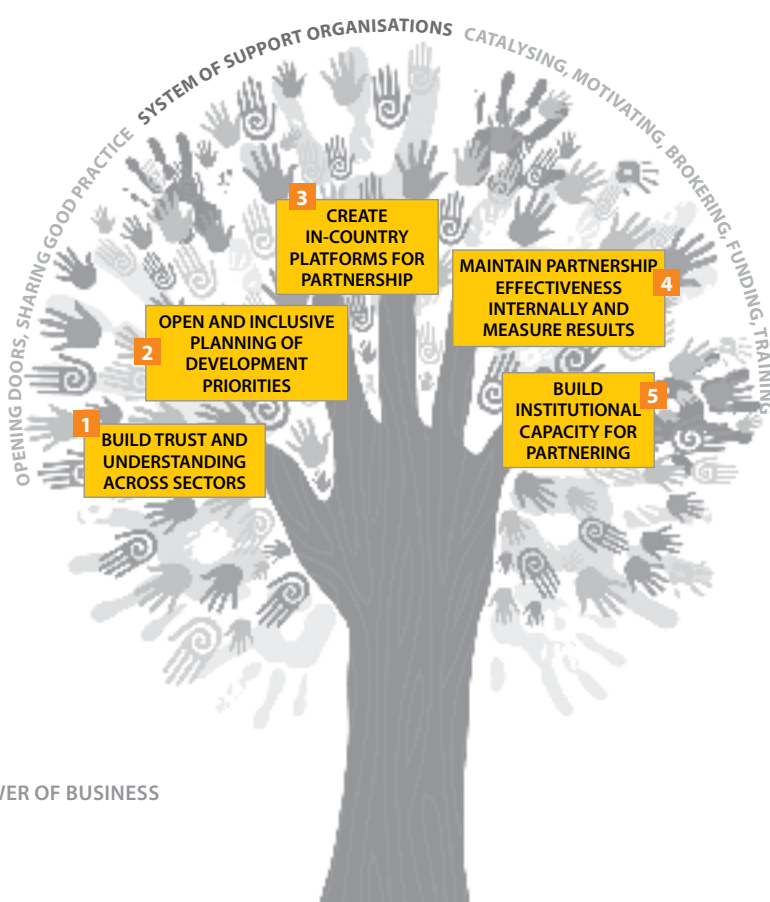 OPENING DOORS, SHARING GOOD PRACTICE SYSTEM OF SUPPORT ORGANISATIONS CATALYSING, MOTIVATING, BROKERING, FUNDING, TRAINING
3
CREATE
IN-COUNTRY
PLATFORMS FOR
PARTNERSHIP
MAINTAIN PARTNERSHIP
EFFECTIVENESS
INTERNALLY AND
MEASURE RESULTS
4
OPEN AND INCLUSIVE
PLANNING OF
DEVELOPMENT
PRIORITIES
2
BUILD
INSTITUTIONAL
CAPACITY FOR
PARTNERING
5
1
BUILD TRUST AND
UNDERSTANDING
ACROSS SECTORS
OF BUSINESS